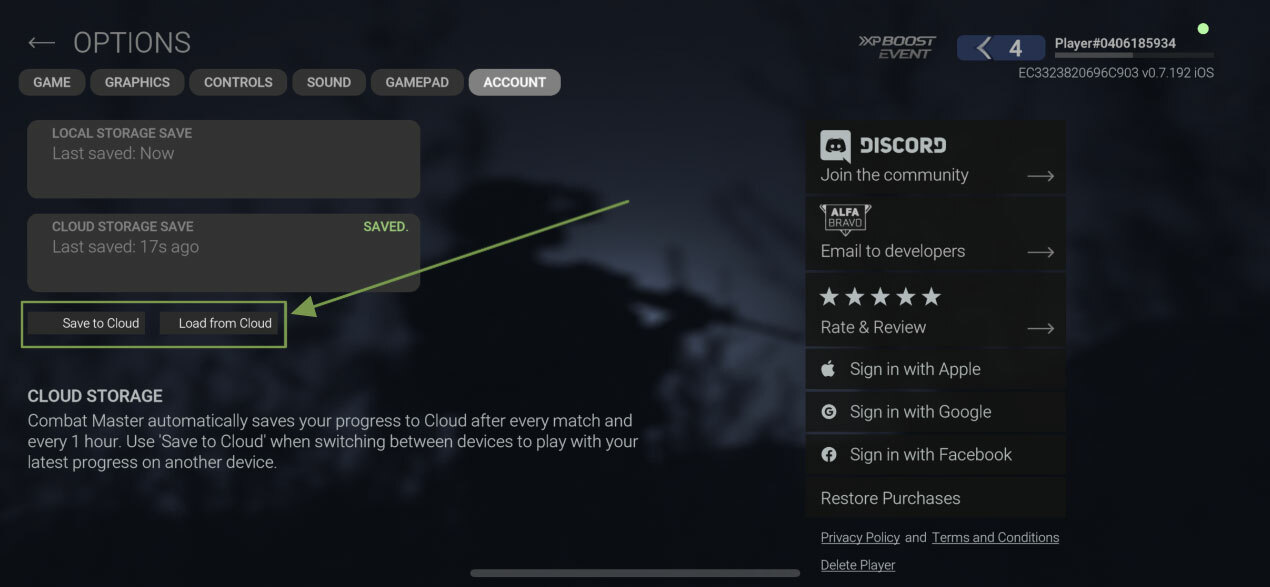 OPTIONS
XP BOOST
EVENT
4
Player#0406185934
EC3323820696C903 v0.7.192 iOS
GAME
GRAPHICS
CONTROLS
SOUND
GAMEPAD
ACCOUNT
LOCAL STORAGE SAVE
Last saved: Now
CLOUD STORAGE SAVE
SAVED.
Last saved: 17s ago
Save to Cloud
Load from Cloud
CLOUD STORAGE
Combat Master automatically saves your progress to Cloud after every match and
every 1 hour. Use 'Save to Cloud' when switching between devices to play with your
latest progress on another device.
DISCORD
Join the community
ALFA
BRAVO
Email to developers
Rate & Review
Sign in with Apple
Sign in with Google
Sign in with Facebook
Restore Purchases
Privacy Policy and Terms and Conditions
Delete Player